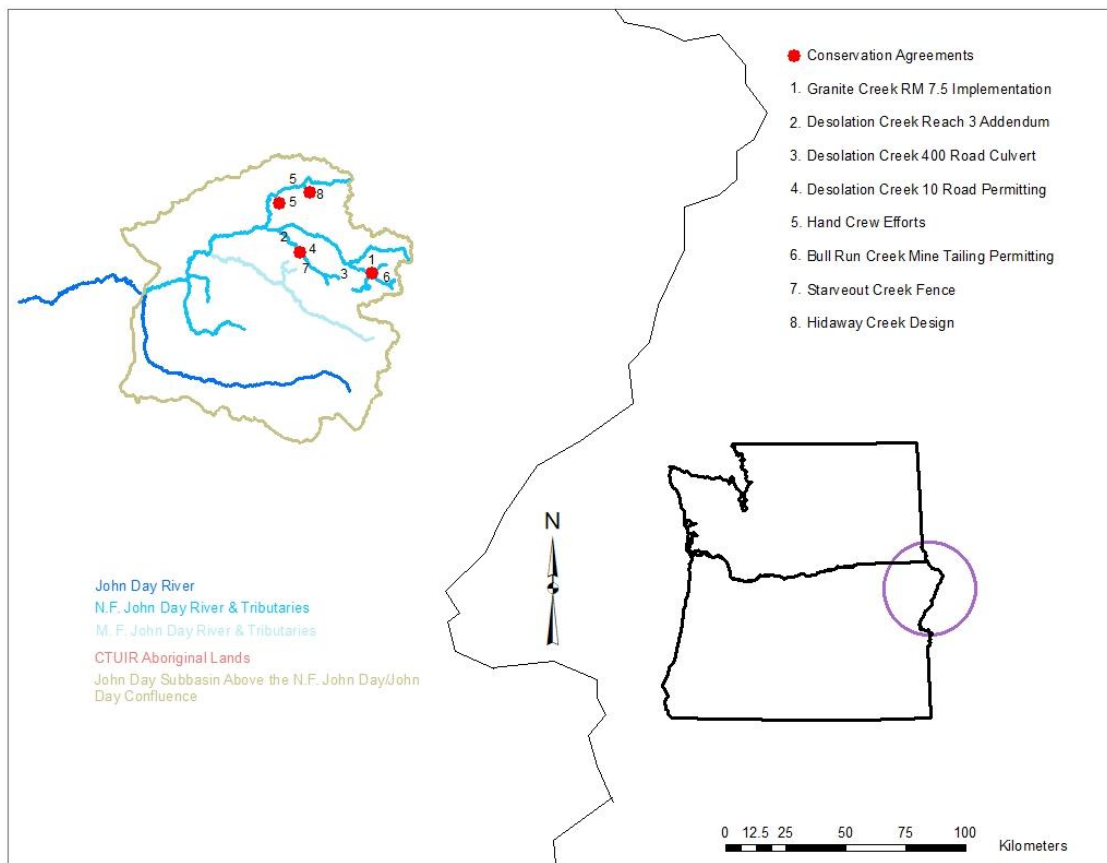 Conservation Agreements
1. Granite Creek RM 7.5 Implementation
2. Desolation Creek Reach 3 Addendum
3. Desolation Creek 400 Road Culvert
4. Desolation Creek 10 Road Permitting
5. Hand Crew Efforts
6. Bull Run Creek Mine Tailing Permitting
7. Starveout Creek Fence
8. Hidaway Creek Design
5
8
5
2
4
7
3
1
6
N
John Day River
N.F. John Day River & Tributaries
M. F. John Day River & Tributaries
CTUIR Aboriginal Lands
John Day Subbasin Above the N.F. John Day/John
Day Confluence
0 12.5 25 50 75 100
Kilometers